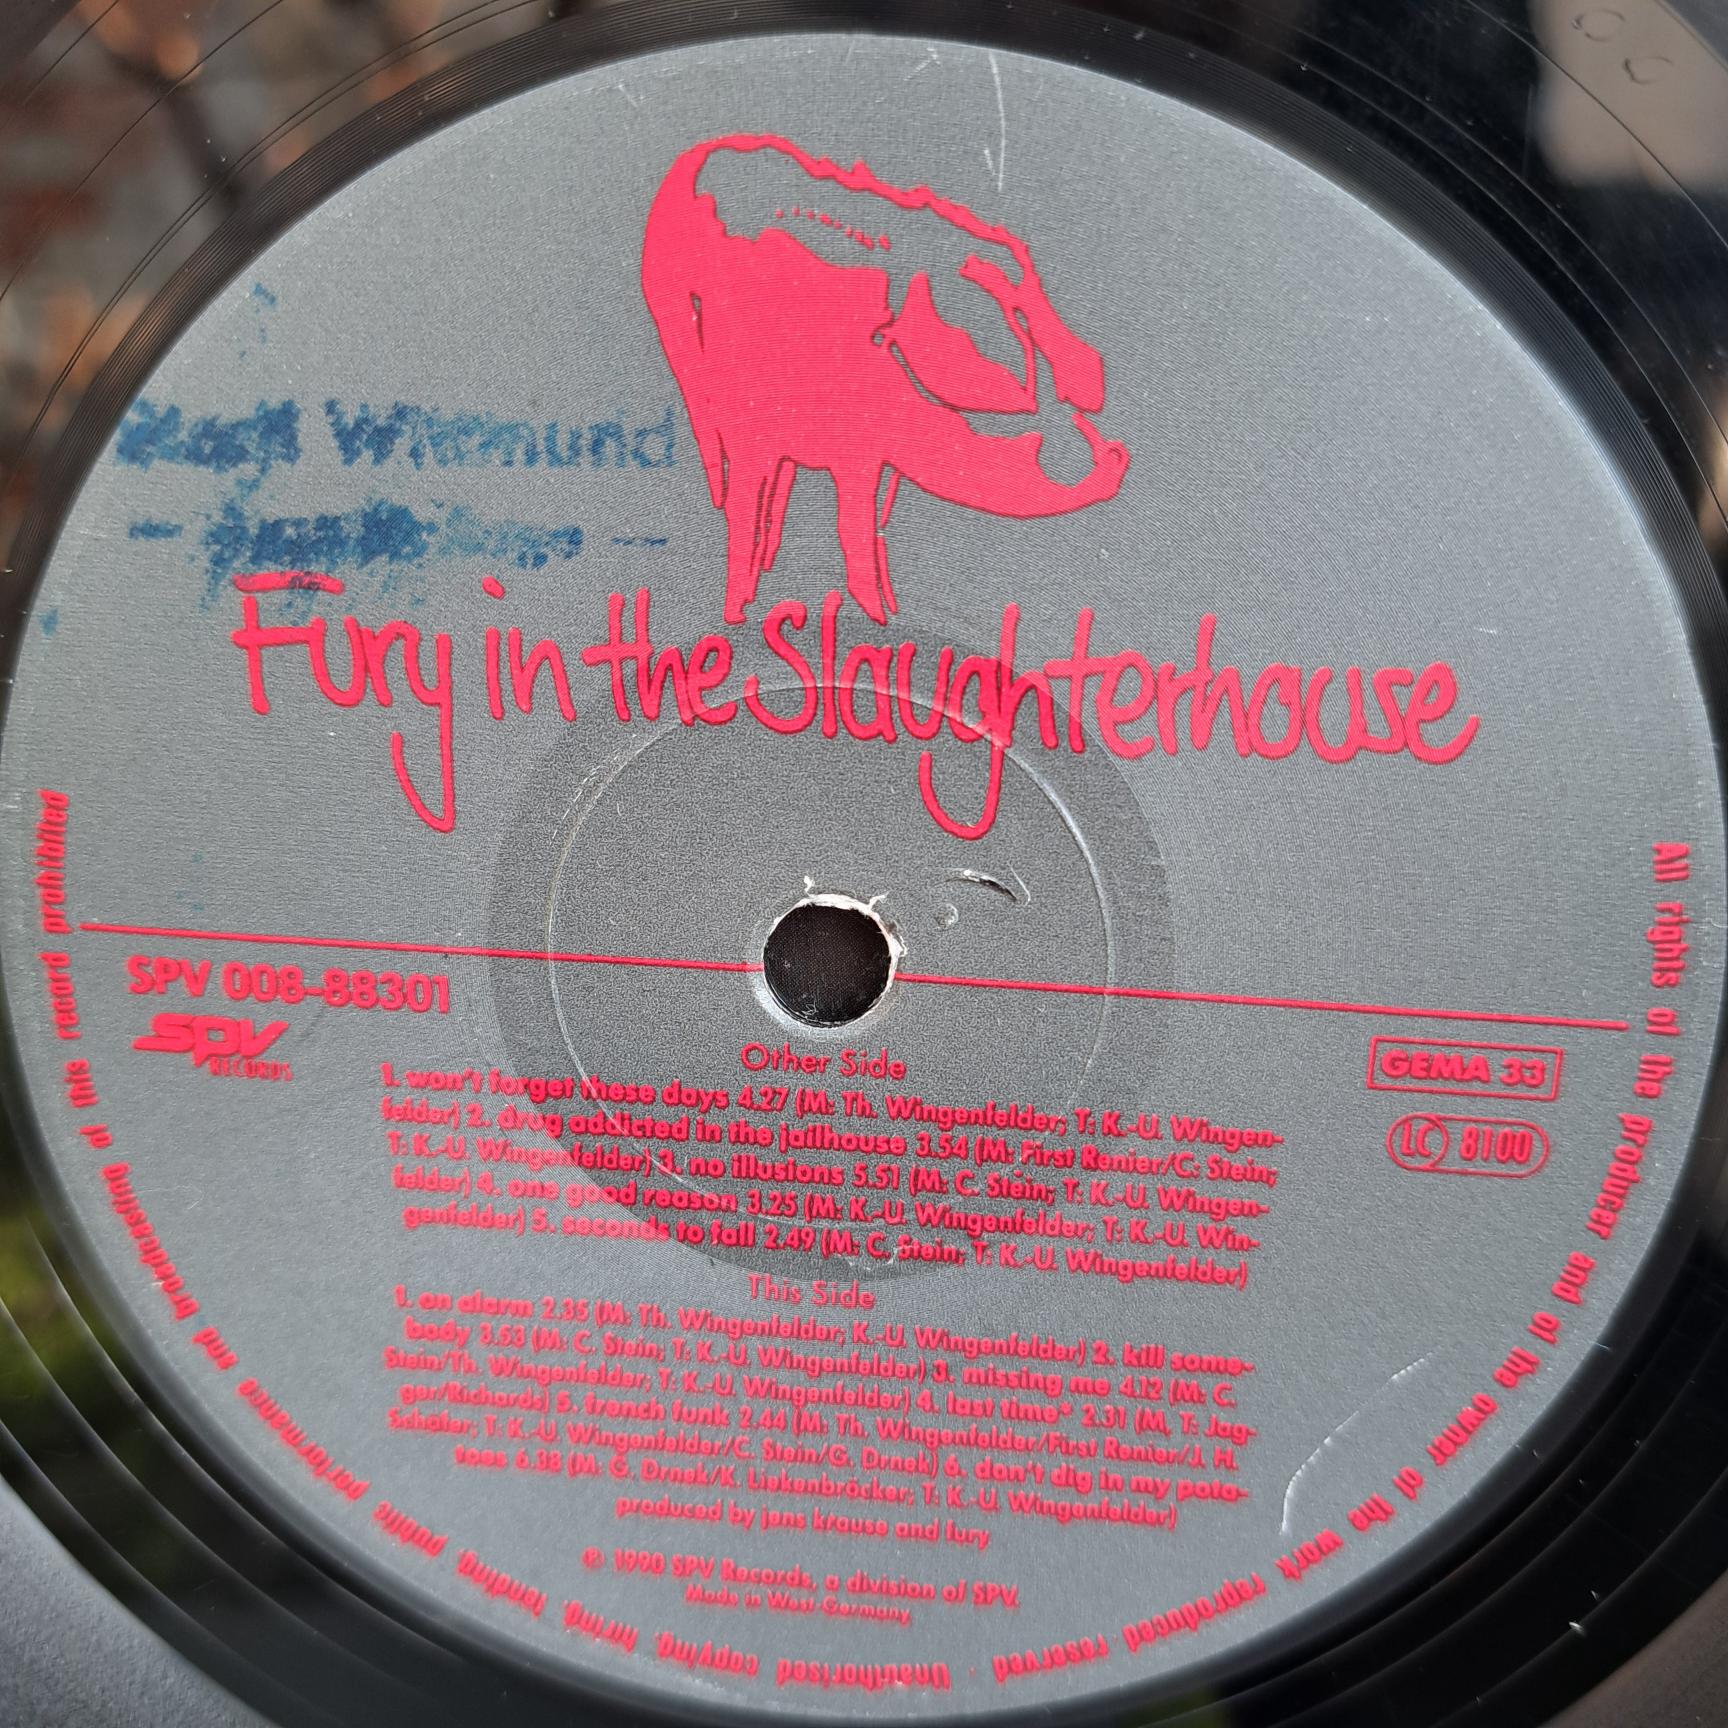 Wittmund
Fury in the Slaughterhouse
SPV 008-88301
spv
RECORDS
GEMA 33
LC 8100
Other Side
1. won't forget these days 4.27 (M: Th. Wingenfelder; T: K.-U. Wingen-
felder) 2. drug addicted in the jailhouse 3.54 (M: First Renier/C. Stein;
T: K.-U. Wingenfelder) 3. no illusions 5.51 (M: C. Stein; T: K.-U. Wingen-
felder) 4. one good reason 3.25 (M: K.-U. Wingenfelder; T: K.-U. Win-
genfelder) 5. seconds to fall 2.49 (M: C. Stein; T: K.-U. Wingenfelder)
This Side
1. on alarm 2.35 (M: Th. Wingenfelder; K.-U. Wingenfelder) 2. kill some-
body 3.53 (M: C. Stein; T: K.-U. Wingenfelder) 3. missing me 4.12 (M: C.
Stein/Th. Wingenfelder; T: K.-U. Wingenfelder) 4. last time* 2.31 (M, T: Jag-
ger/Richards) 5. french funk 2.44 (M: Th. Wingenfelder/First Renier/J. H.
Schäfer; T: K.-U. Wingenfelder/C. Stein/G. Drnek) 6. don't dig in my pota-
toes 6.38 (M: G. Drnek/K. Liekenbröcker; T: K.-U. Wingenfelder)
produced by jens krause and fury
℗ 1990 SPV Records, a division of SPV.
Made in West-Germany
All rights of the producer and of the owner of the work reproduced reserved · Unauthorised copying, hiring, lending, public performance and broadcasting of this record prohibited